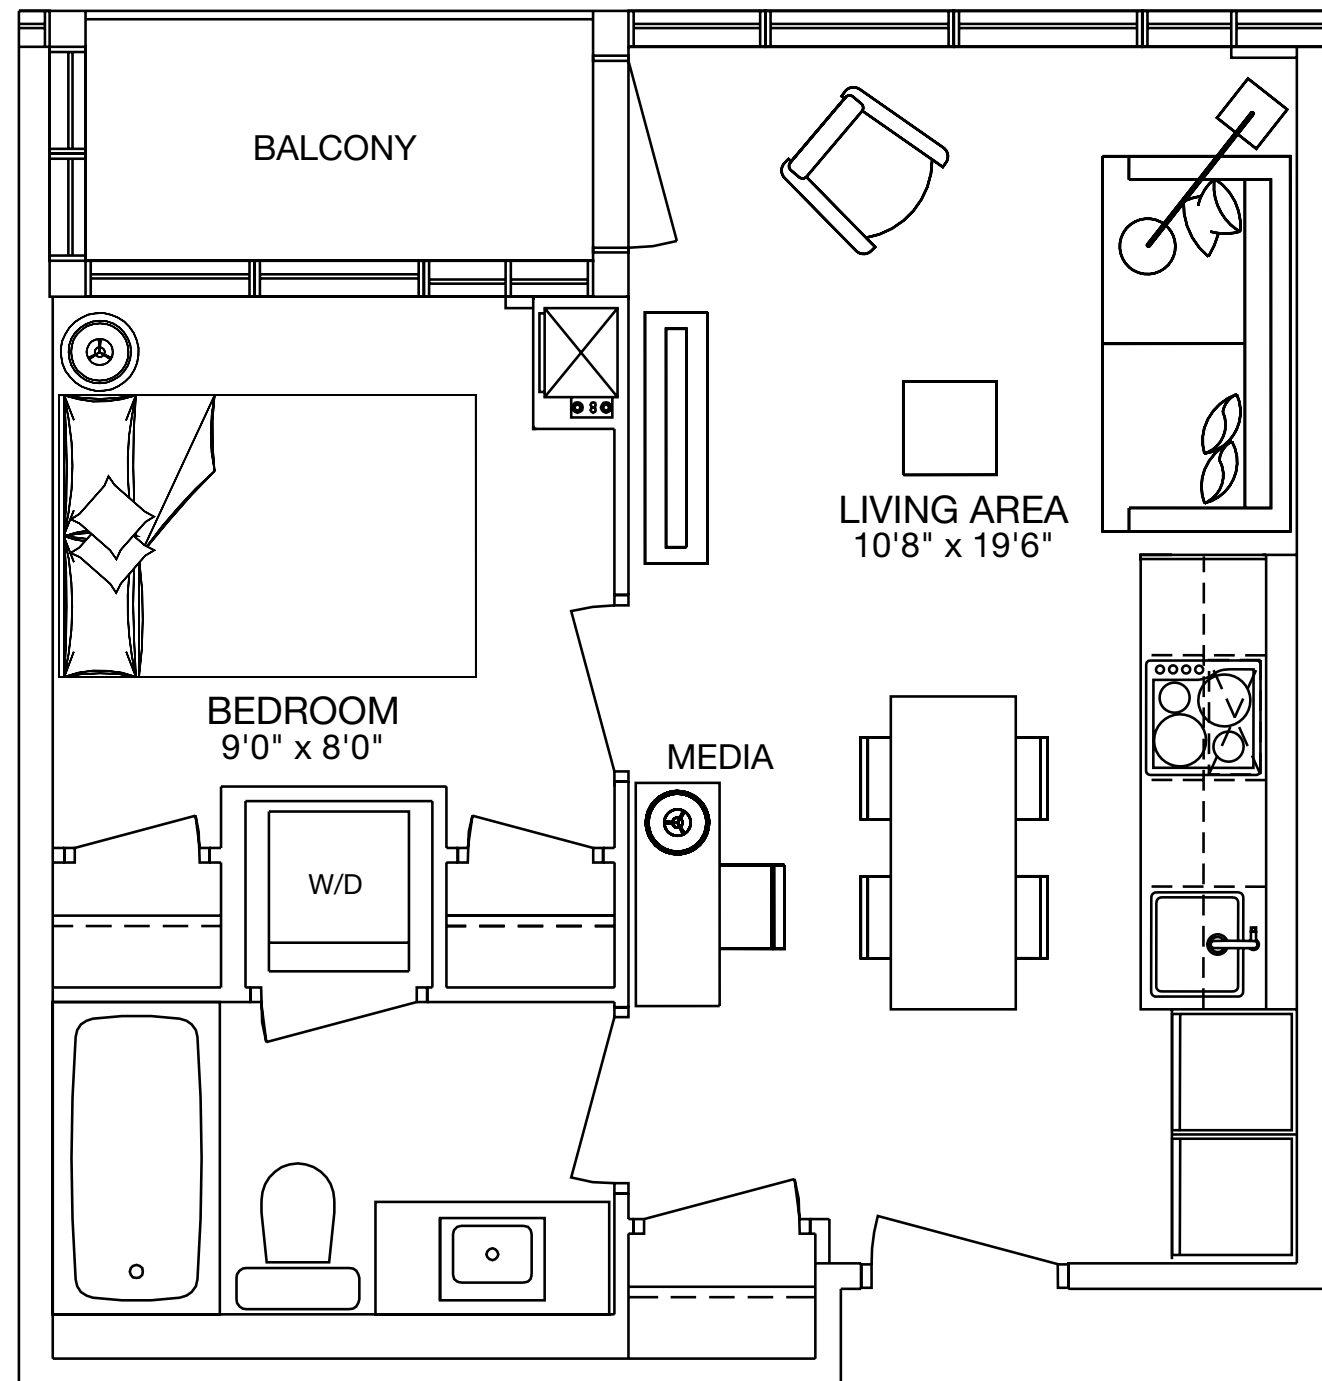 BALCONY
LIVING AREA
10'8" x 19'6"
BEDROOM
9'0" x 8'0"
MEDIA
W/D